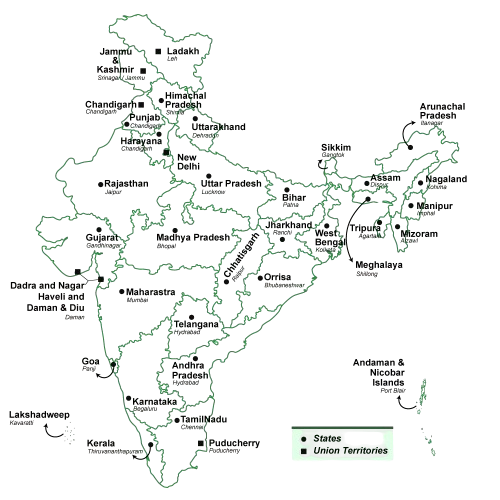 Jammu
&
Kashmir
Srinagar/ Jammu
Ladakh
Leh
Chandigarh
Chandigarh
Himachal
Pradesh
Shimla
Punjab
Chandigarh
Uttarakhand
Dehradun
Harayana
Chandigarh
New
Delhi
Arunachal
Pradesh
Itanagar
Sikkim
Gangtok
Rajasthan
Jaipur
Uttar Pradesh
Lucknow
Bihar
Patna
Assam
Dispur
Nagaland
Kohima
Manipur
Imphal
Gujarat
Gandhinagar
Madhya Pradesh
Bhopal
Jharkhand
Ranchi
West
Bengal
Kolkata
Tripura
Agartala
Mizoram
Aizawl
Meghalaya
Shillong
Chhattisgarh
Raipur
Orrisa
Bhubaneshwar
Dadra and Nagar
Haveli and
Daman & Diu
Daman
Maharastra
Mumbai
Telangana
Hydrabad
Goa
Panji
Andhra
Pradesh
Hydrabad
Andaman &
Nicobar
Islands
Port Blair
Karnataka
Begaluru
TamilNadu
Chennai
Lakshadweep
Kavaratti
Kerala
Thiruvananthapuram
Puducherry
Puducherry
States
Union Territories